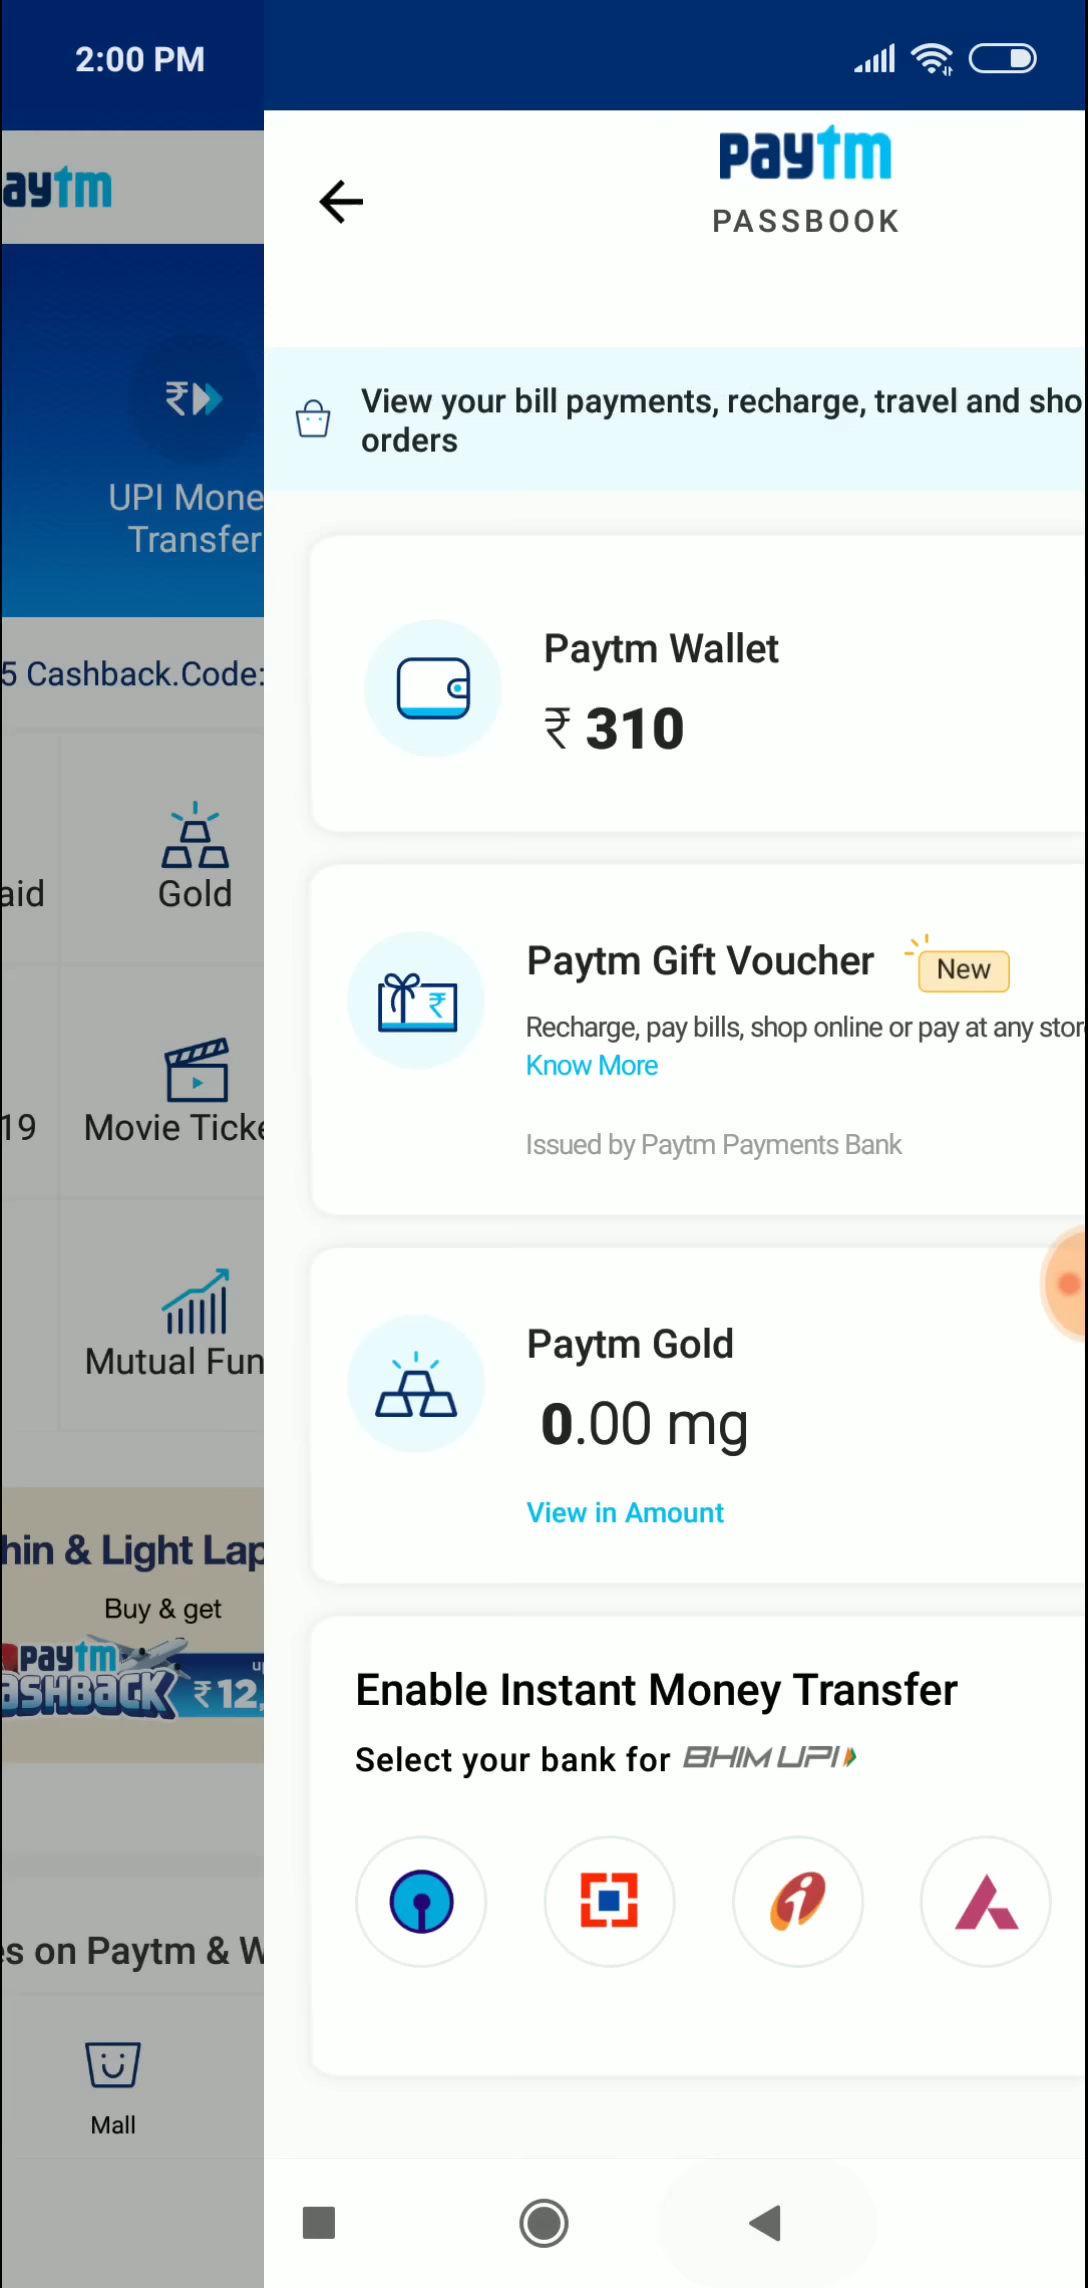 2:00 PM
aytm
UPI Mone
Transfer
5 Cashback.Code:
aid
Gold
19
Movie Ticke
Mutual Fun
hin & Light Lap
Buy & get
paytm
CASHBACK
₹12,
es on Paytm & W
Mall
paytm
PASSBOOK
View your bill payments, recharge, travel and sho
orders
Paytm Wallet
₹ 310
Paytm Gift Voucher
New
Recharge, pay bills, shop online or pay at any stor
Know More
Issued by Paytm Payments Bank
Paytm Gold
0.00 mg
View in Amount
Enable Instant Money Transfer
Select your bank for BHIM UPI